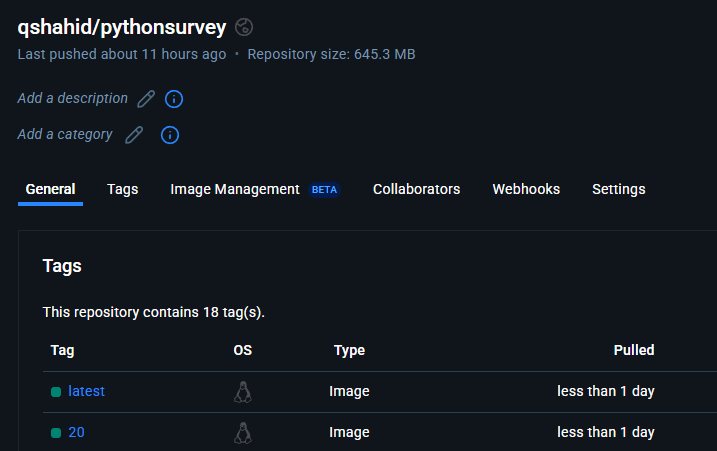 qshahid/pythonsurvey
Last pushed about 11 hours ago • Repository size: 645.3 MB
Add a description
Add a category
General Tags Image Management BETA Collaborators Webhooks Settings
Tags
This repository contains 18 tag(s).
Tag OS Type Pulled
latest Image less than 1 day
20 Image less than 1 day